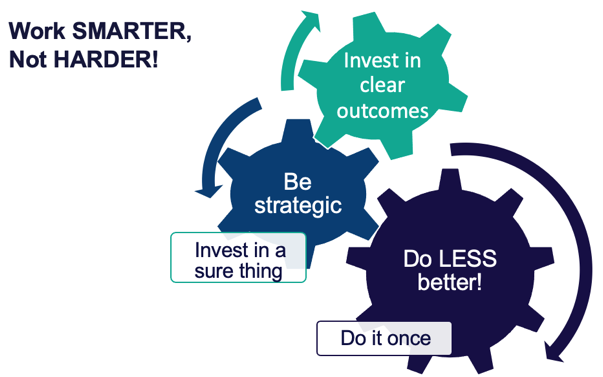 Work SMARTER,
Not HARDER!
Invest in
clear
outcomes
Be
strategic
Invest in a
sure thing
Do LESS
better!
Do it once